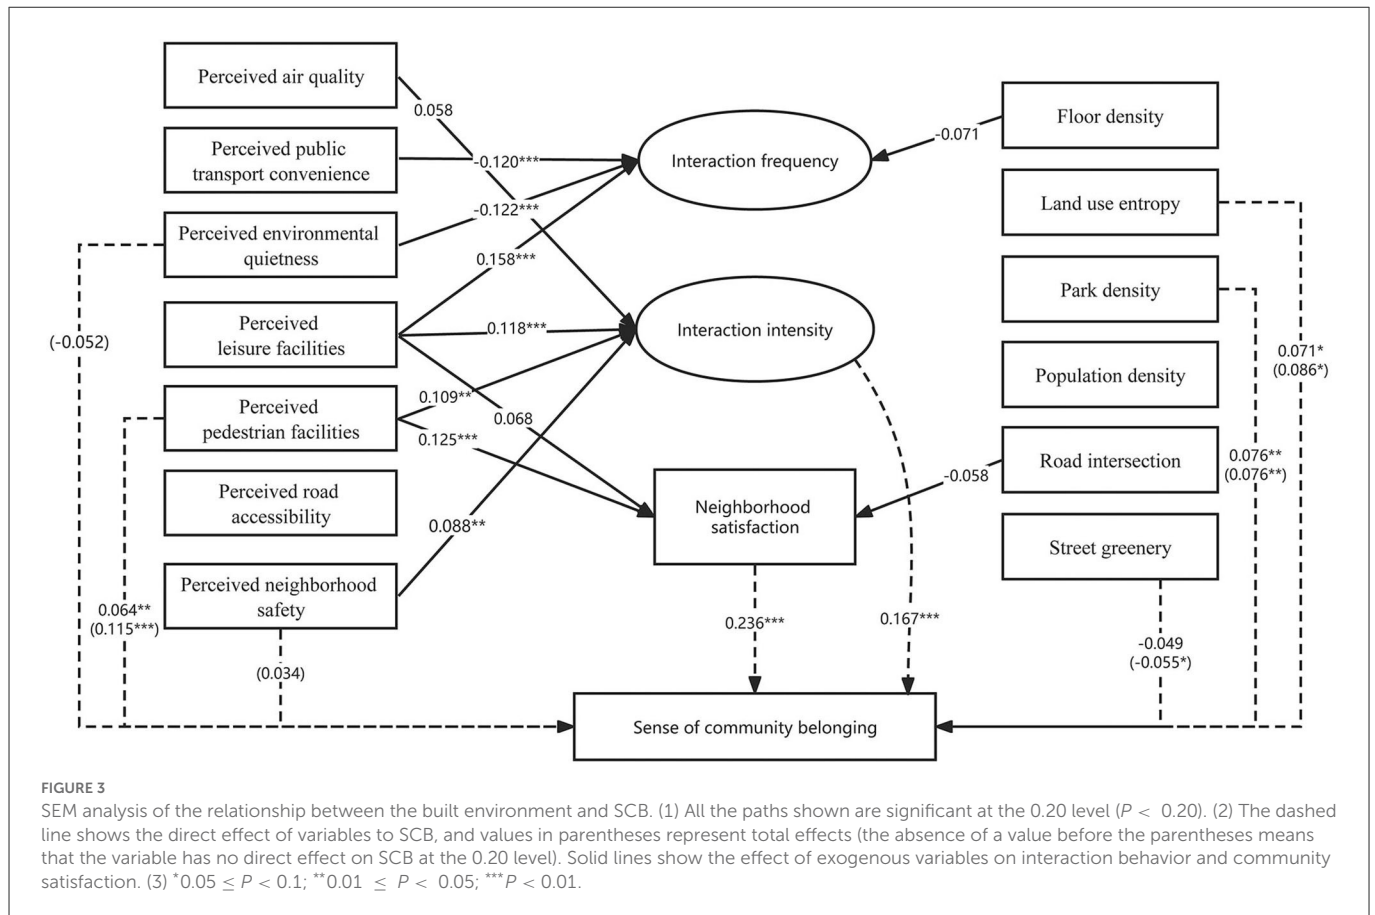 Perceived air quality
Perceived public
transport convenience
Perceived environmental
quietness
Perceived
leisure facilities
Perceived
pedestrian facilities
Perceived road
accessibility
Perceived neighborhood
safety
0.058
-0.120***
-0.122***
0.158***
0.118***
0.109**
0.125***
0.068
0.088**
(-0.052)
0.064**
(0.115***)
(0.034)
Interaction frequency
Interaction intensity
Neighborhood
satisfaction
0.236***
0.167***
Sense of community belonging
-0.071
-0.058
Floor density
Land use entropy
Park density
Population density
Road intersection
Street greenery
0.071*
(0.086*)
0.076**
(0.076**)
-0.049
(-0.055*)
FIGURE 3
SEM analysis of the relationship between the built environment and SCB. (1) All the paths shown are significant at the 0.20 level (P < 0.20). (2) The dashed
line shows the direct effect of variables to SCB, and values in parentheses represent total effects (the absence of a value before the parentheses means
that the variable has no direct effect on SCB at the 0.20 level). Solid lines show the effect of exogenous variables on interaction behavior and community
satisfaction. (3) *0.05 ≤ P < 0.1; **0.01 ≤ P < 0.05; ***P < 0.01.